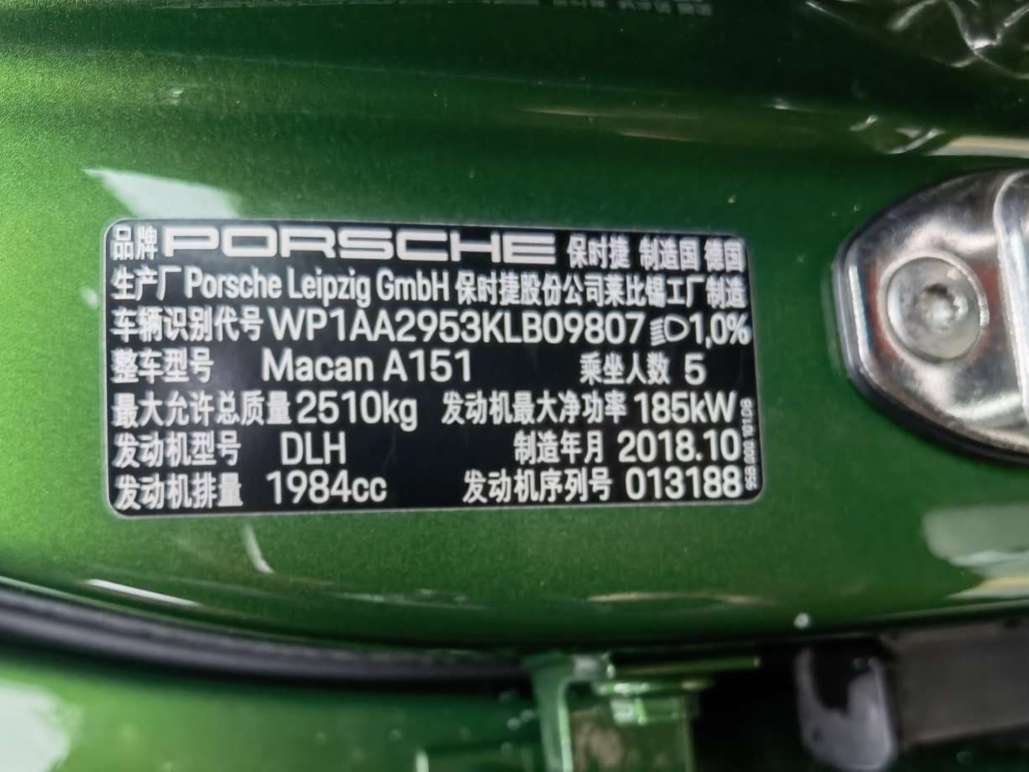 品牌 PORSCHE 保时捷 制造国 德国
生产厂 Porsche Leipzig GmbH 保时捷股份公司莱比锡工厂制造
车辆识别代号 WP1AA2953KLB09807 1,0%
整车型号 Macan A151 乘坐人数 5
最大允许总质量 2510kg 发动机最大净功率 185kW
发动机型号 DLH 制造年月 2018.10
发动机排量 1984cc 发动机序列号 013188